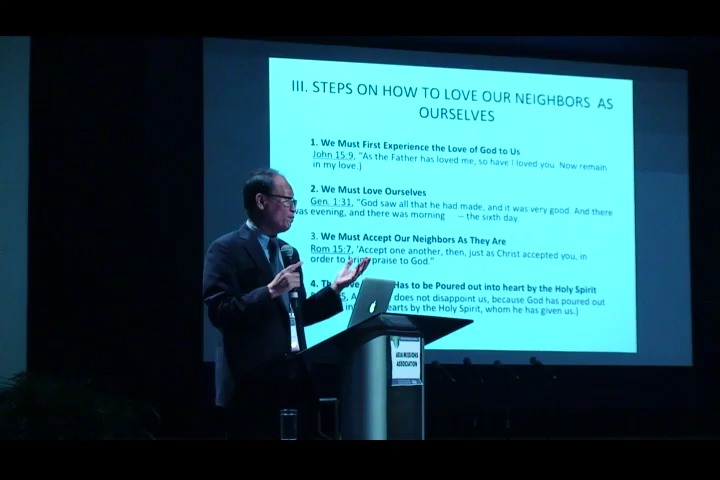 III. STEPS ON HOW TO LOVE OUR NEIGHBORS AS
OURSELVES
1. We Must First Experience the Love of God to Us
John 15:9, "As the Father has loved me, so have I loved you. Now remain
in my love.)
2. We Must Love Ourselves
Gen. 1:31, "God saw all that he had made, and it was very good. And there
was evening, and there was morning -- the sixth day.
3. We Must Accept Our Neighbors As They Are
Rom 15:7, 'Accept one another, then, just as Christ accepted you, in
order to bring praise to God."
4. Has to be Poured out into heart by the Holy Spirit
does not disappoint us, because God has poured out
hearts by the Holy Spirit, whom he has given us.)
ASIA MISSIONS
ASSOCIATION